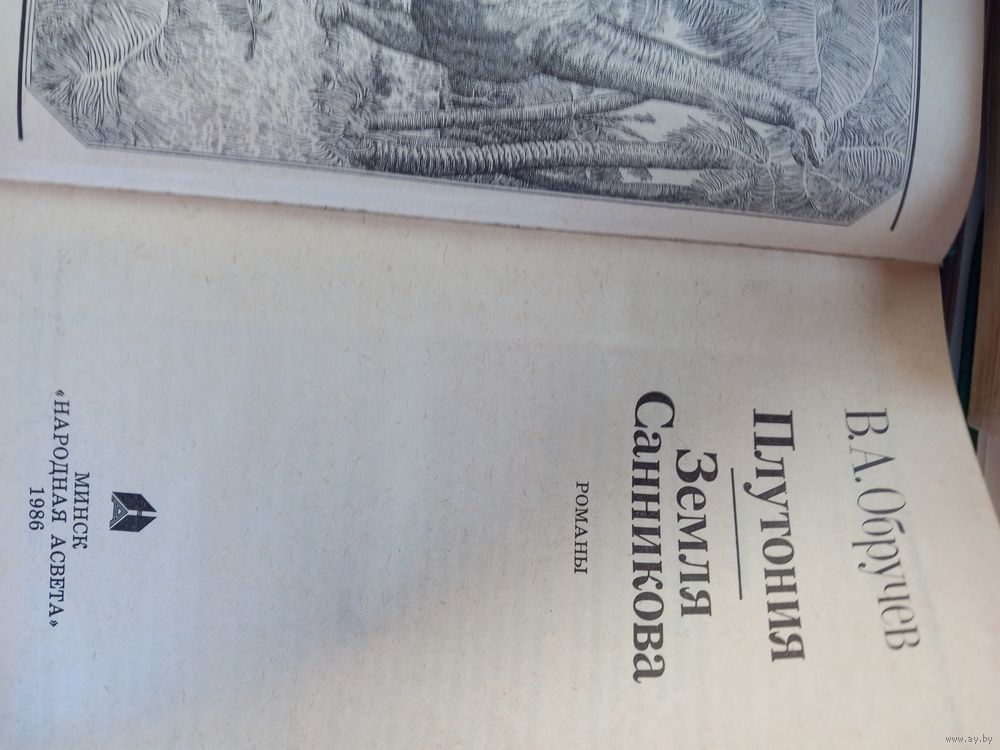 В.А.Обручев
Плутония
Земля
Санникова
РОМАНЫ
МИНСК
«НАРОДНАЯ АСВЕТА»
1986
www.ay.by